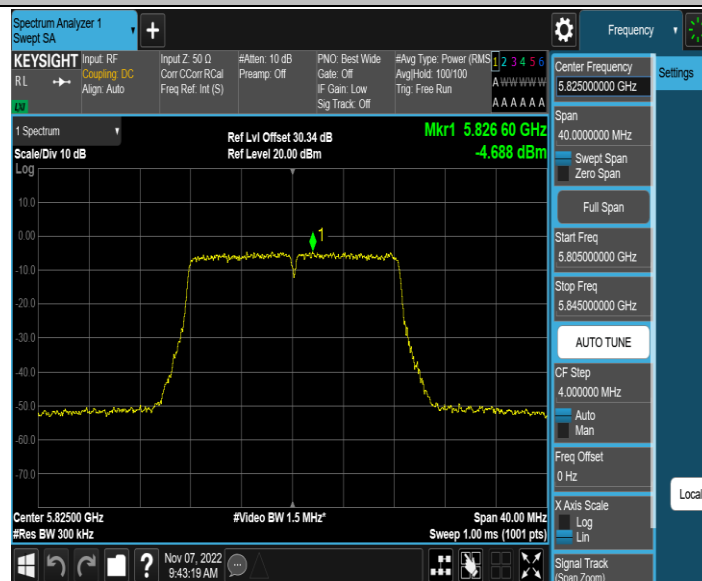 Spectrum Analyzer 1
Swept SA
+
Frequency
KEYSIGHT
RL
LXI
Input: RF
Coupling: DC
Align: Auto
Input Z: 50 Ω
Corr CCorr RCal
Freq Ref: Int (S)
#Atten: 10 dB
Preamp: Off
PNO: Best Wide
Gate: Off
IF Gain: Low
Sig Track: Off
#Avg Type: Power (RMS
Avg|Hold: 100/100
Trig: Free Run
1 2 3 4 5 6
A W W W W W
A A A A A A
1 Spectrum
Scale/Div 10 dB
Log
Ref Lvl Offset 30.34 dB
Ref Level 20.00 dBm
Mkr1 5.826 60 GHz
-4.688 dBm
10.0
0.00
-10.0
-20.0
-30.0
-40.0
-50.0
-60.0
-70.0
1
Center 5.82500 GHz
#Res BW 300 kHz
#Video BW 1.5 MHz*
Span 40.00 MHz
Sweep 1.00 ms (1001 pts)
?
Nov 07, 2022
9:43:19 AM
Center Frequency
5.825000000 GHz
Span
40.0000000 MHz
Swept Span
Zero Span
Full Span
Start Freq
5.805000000 GHz
Stop Freq
5.845000000 GHz
AUTO TUNE
CF Step
4.000000 MHz
Auto
Man
Freq Offset
0 Hz
X Axis Scale
Log
Lin
Signal Track
(Span Zoom)
Settings
Local